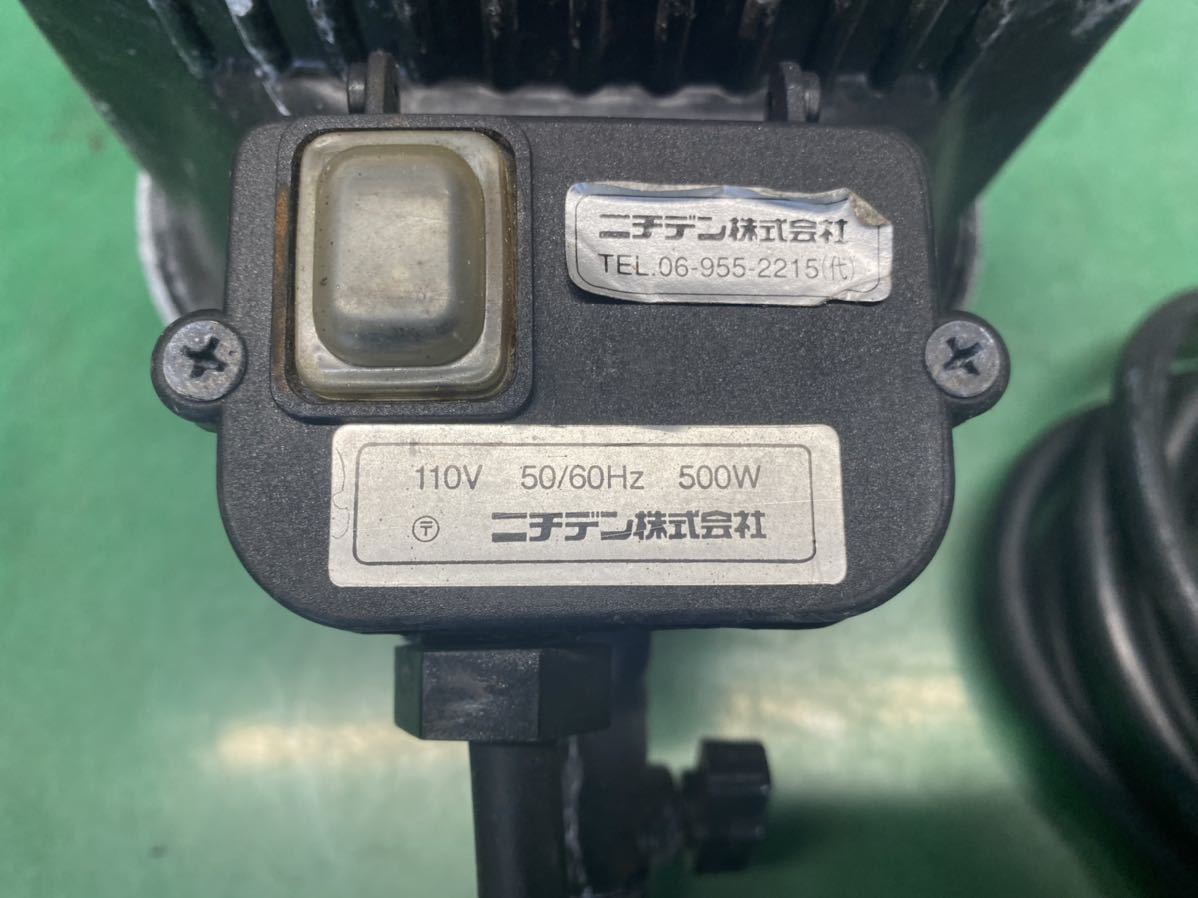 ニチデン株式会社
TEL.06-955-2215(代)
110V 50/60Hz 500W
〶 ニチデン株式会社